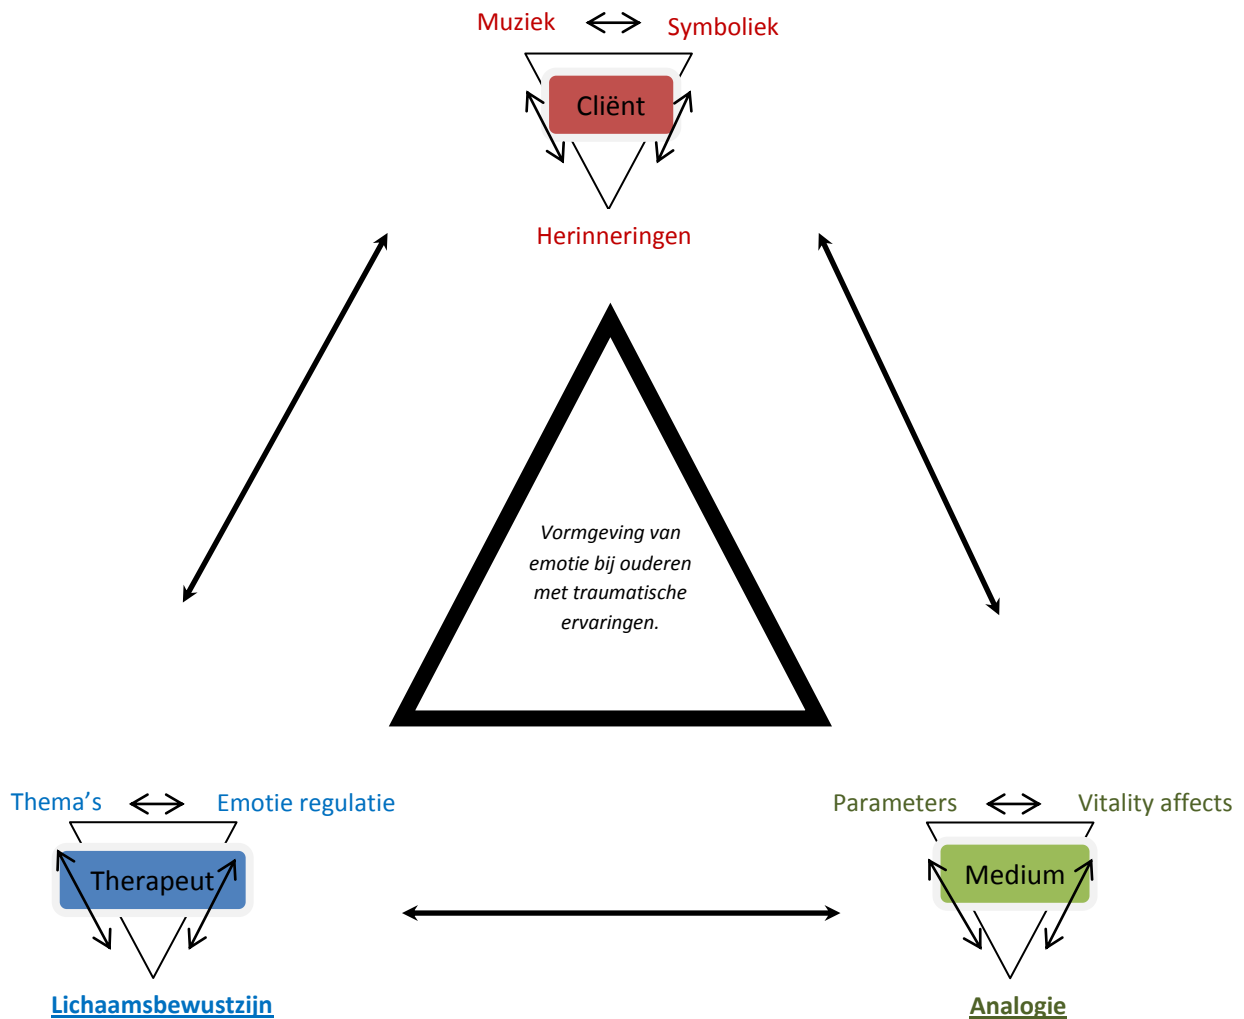 Muziek Symboliek
Cliënt
Herinneringen
Vormgeving van
emotie bij ouderen
met traumatische
ervaringen.
Thema's Emotie regulatie
Therapeut
Lichaamsbewustzijn
Parameters Vitality affects
Medium
Analogie